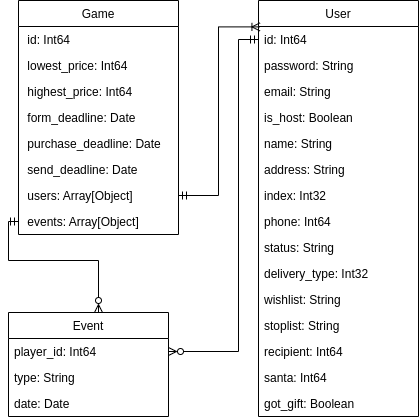 Game
id: Int64
lowest_price: Int64
highest_price: Int64
form_deadline: Date
purchase_deadline: Date
send_deadline: Date
users: Array[Object]
events: Array[Object]
User
id: Int64
password: String
email: String
is_host: Boolean
name: String
address: String
index: Int32
phone: Int64
status: String
delivery_type: Int32
wishlist: String
stoplist: String
recipient: Int64
santa: Int64
got_gift: Boolean
Event
player_id: Int64
type: String
date: Date